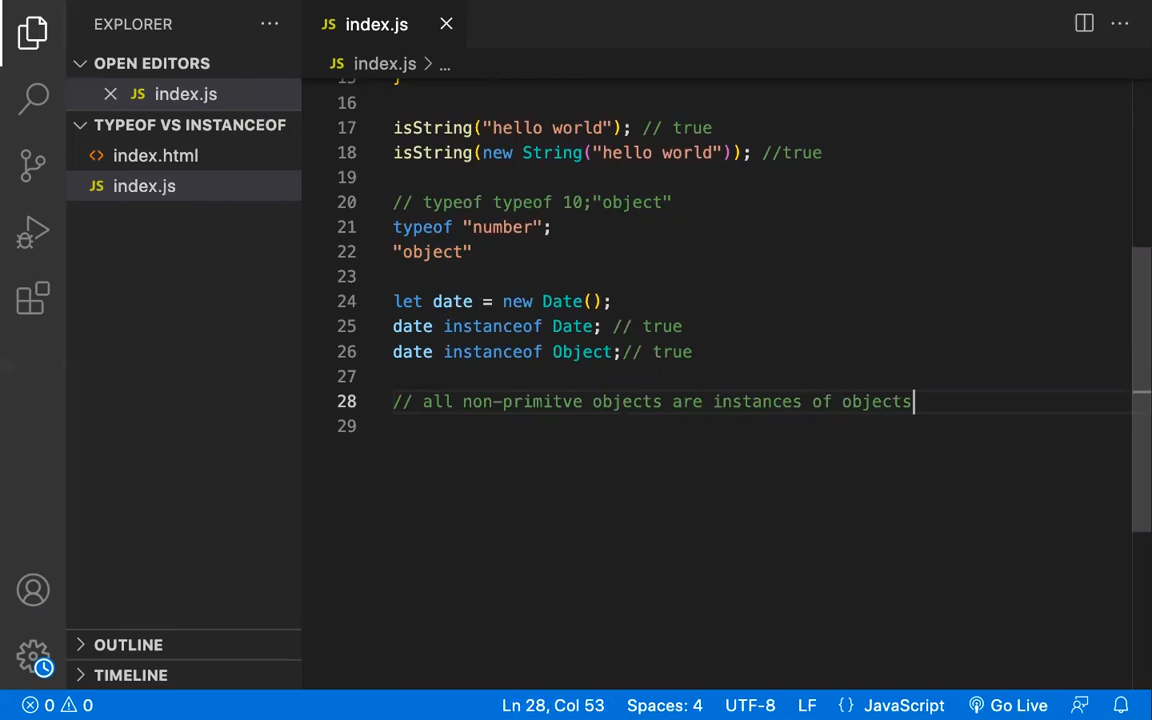 EXPLORER ···
JS index.js
OPEN EDITORS
JS index.js
TYPEOF VS INSTANCEOF
<> index.html
JS index.js
JS index.js > ...
15 }
16
17 isString("hello world"); // true
18 isString(new String("hello world")); //true
19
20 // typeof typeof 10;"object"
21 typeof "number";
22 "object"
23
24 let date = new Date();
25 date instanceof Date; // true
26 date instanceof Object;// true
27
28 // all non-primitve objects are instances of objects
29
OUTLINE
TIMELINE
0 0 Ln 28, Col 53 Spaces: 4 UTF-8 LF {} JavaScript Go Live